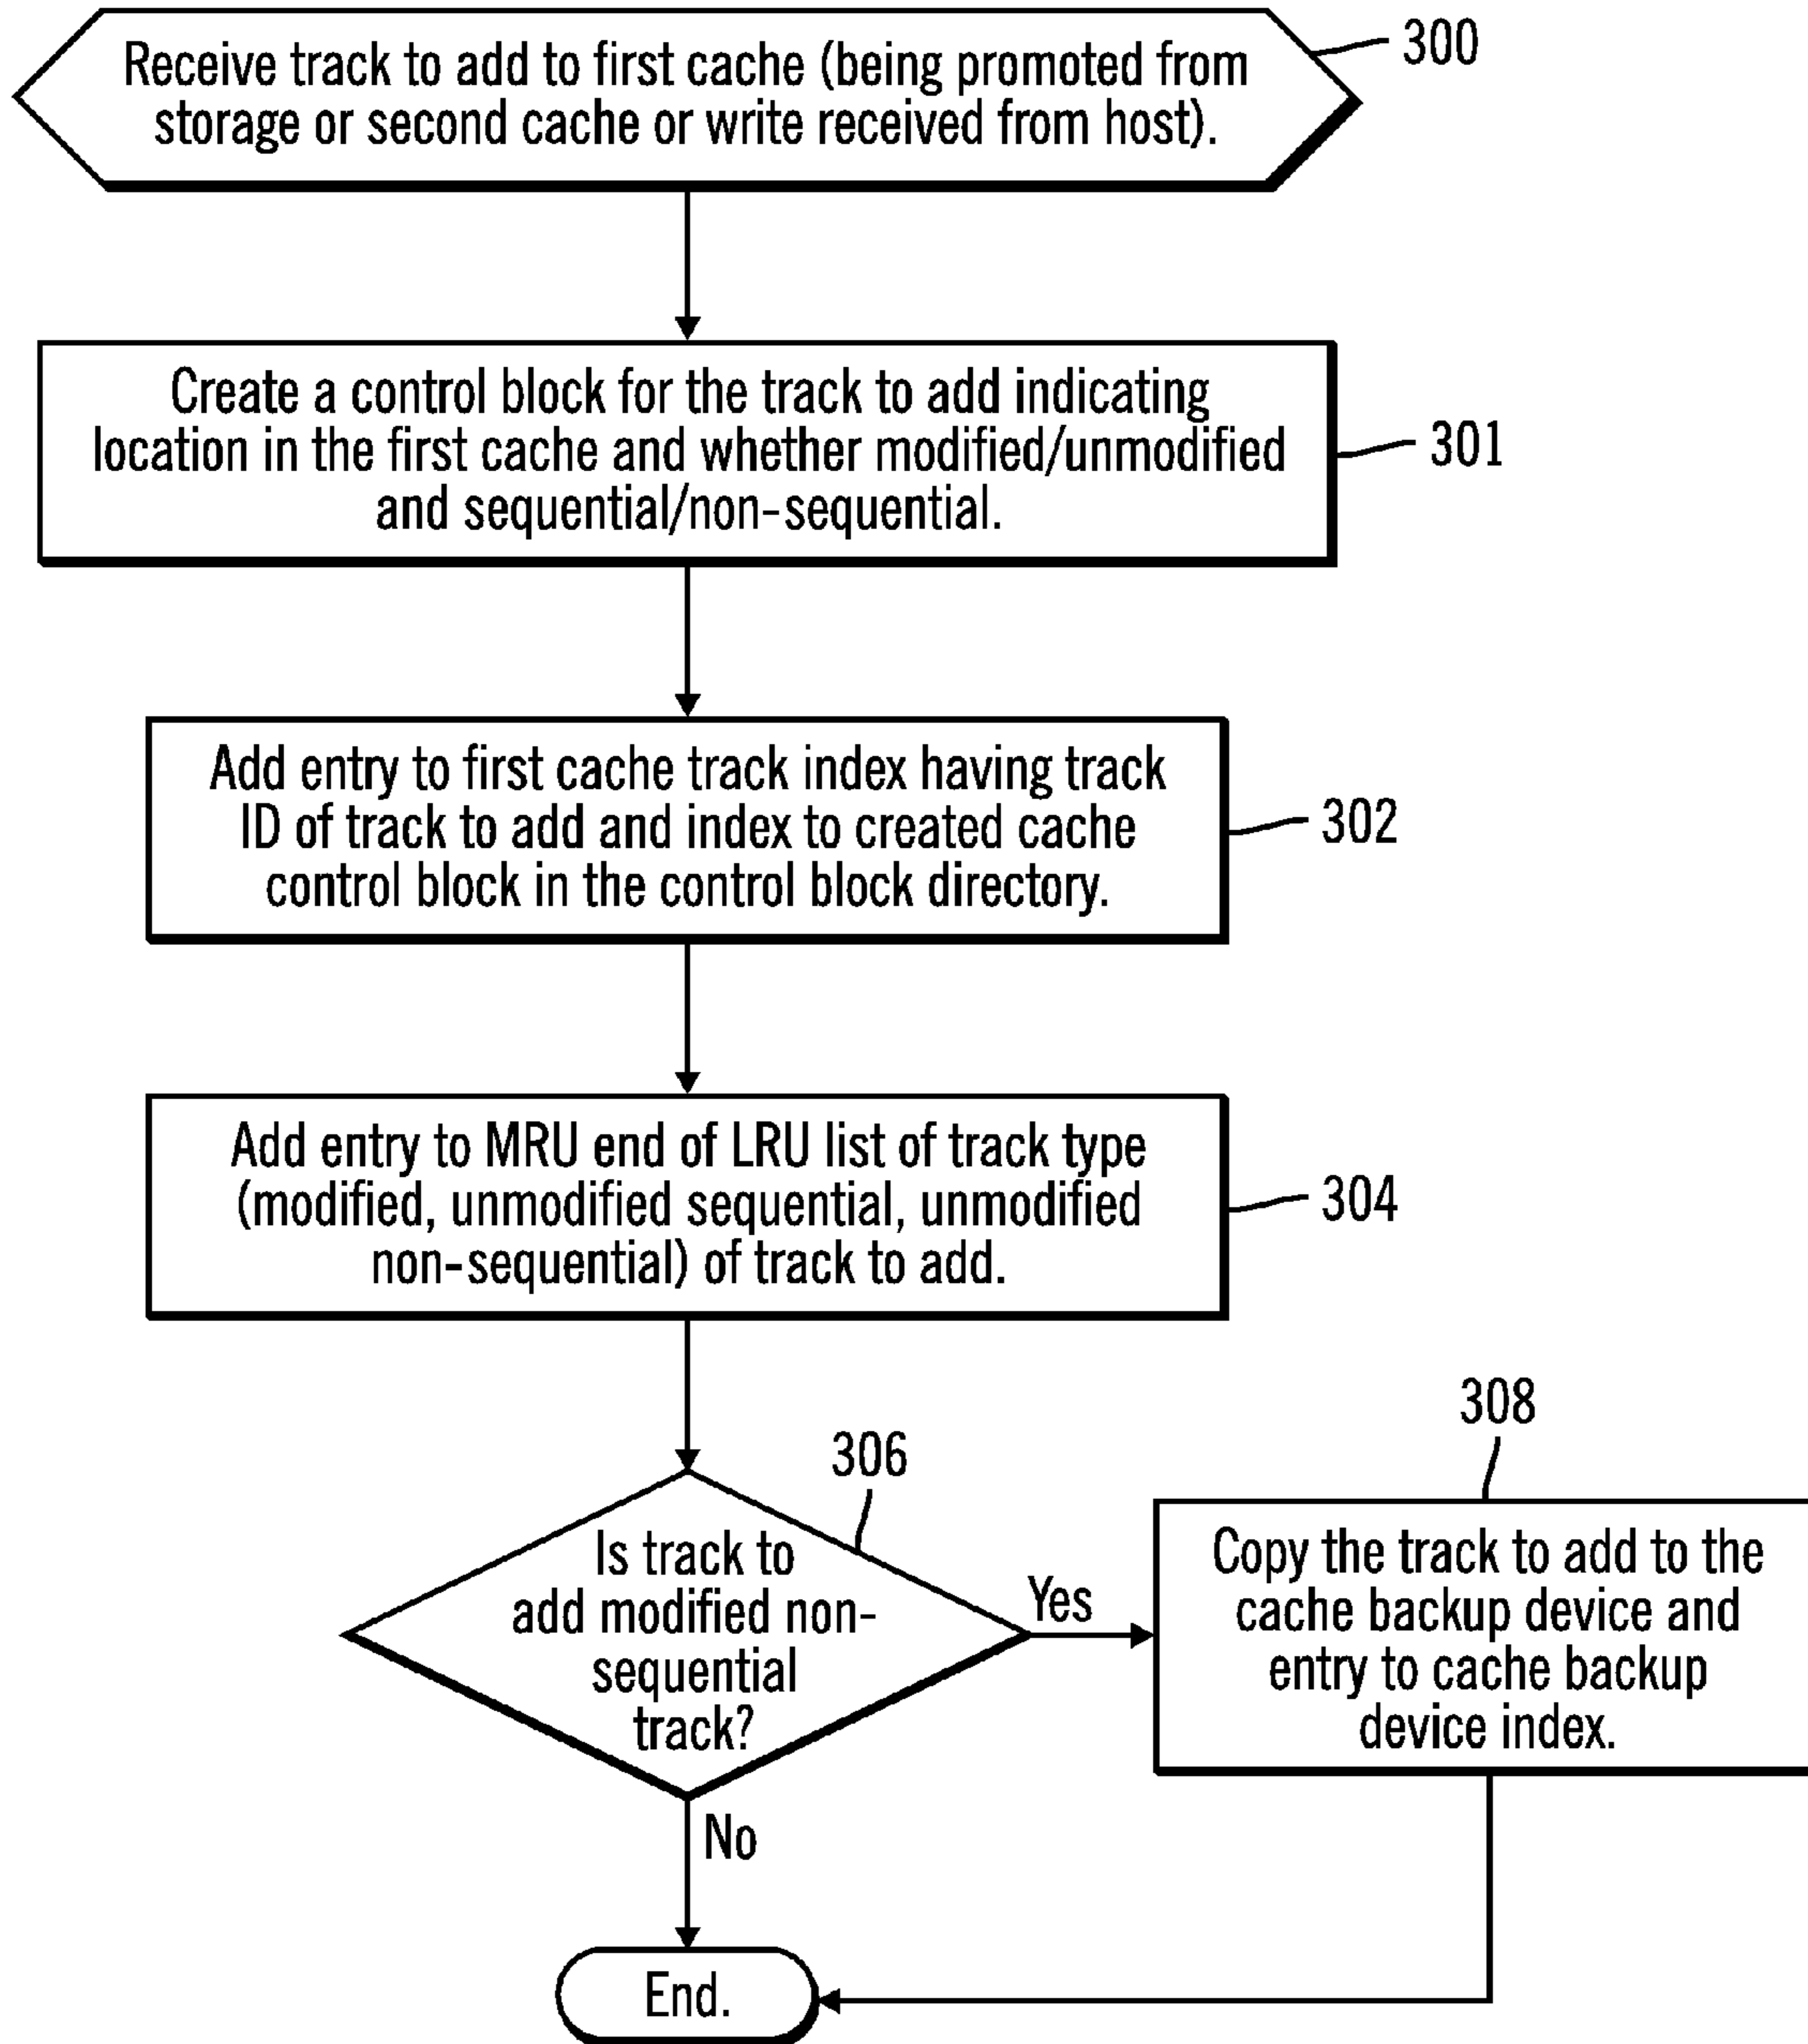 Receive track to add to first cache (being promoted from
storage or second cache or write received from host).
300
Create a control block for the track to add indicating
location in the first cache and whether modified/unmodified
and sequential/non-sequential.
301
Add entry to first cache track index having track
ID of track to add and index to created cache
control block in the control block directory.
302
Add entry to MRU end of LRU list of track type
(modified, unmodified sequential, unmodified
non-sequential) of track to add.
304
306
Is track to
add modified non-
sequential
track?
Yes
308
Copy the track to add to the
cache backup device and
entry to cache backup
device index.
No
End.